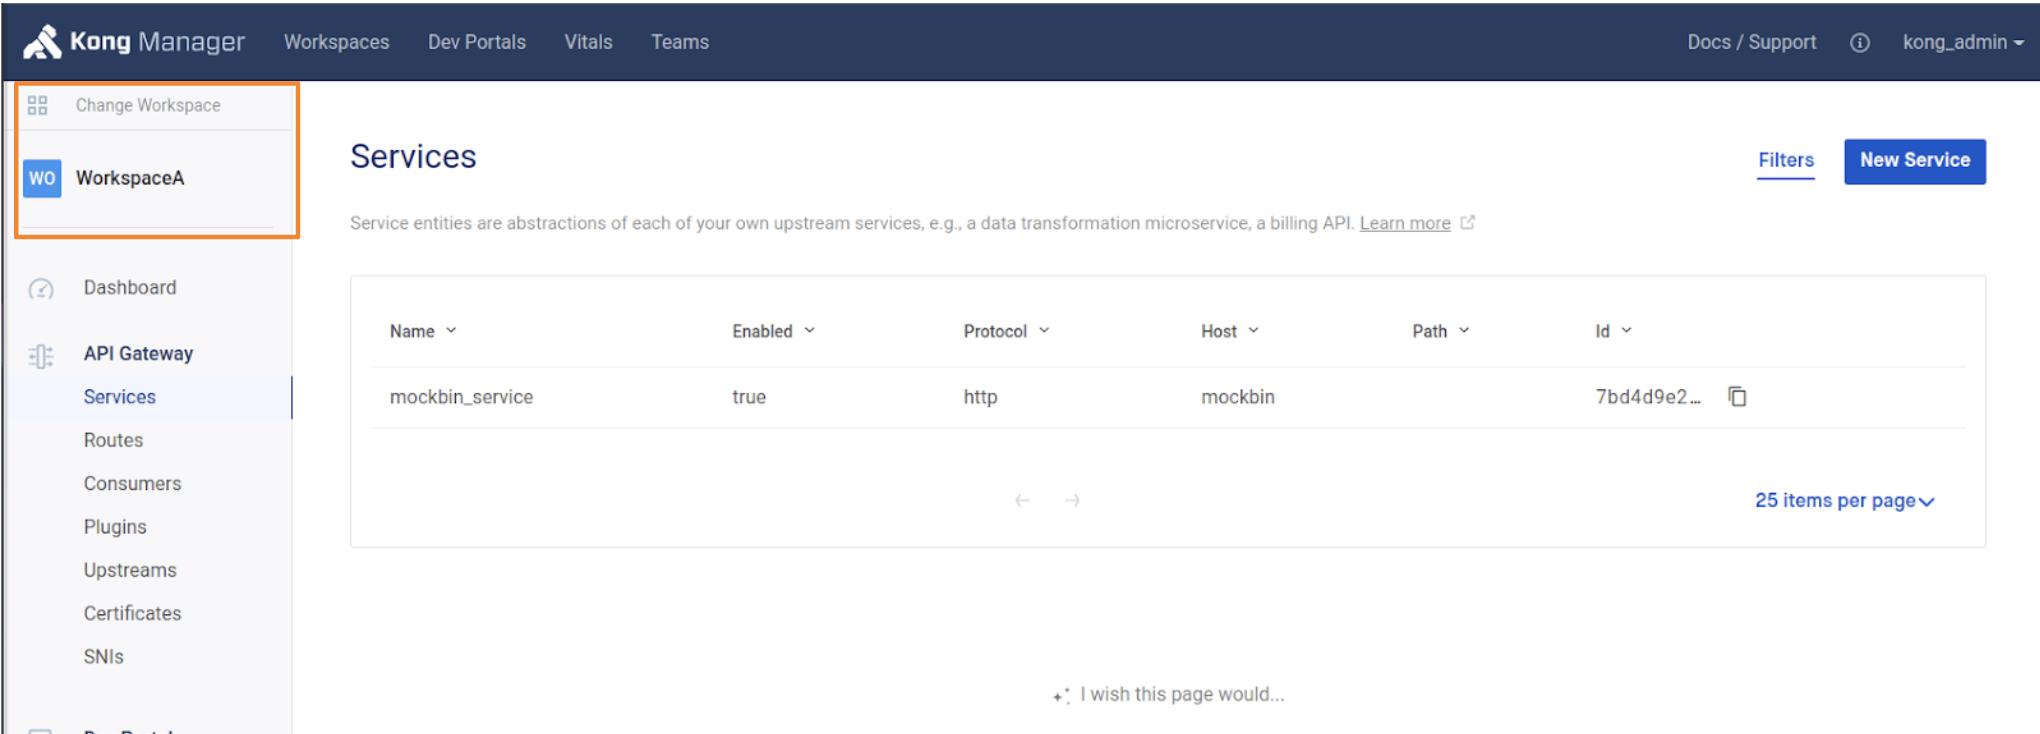 Kong Manager Workspaces Dev Portals Vitals Teams Docs / Support kong_admin
Change Workspace
WO WorkspaceA
Dashboard
API Gateway
Services
Routes
Consumers
Plugins
Upstreams
Certificates
SNIs
Services
Filters New Service
Service entities are abstractions of each of your own upstream services, e.g., a data transformation microservice, a billing API. Learn more
Name Enabled Protocol Host Path Id
mockbin_service true http mockbin 7bd4d9e2...
25 items per page
I wish this page would...